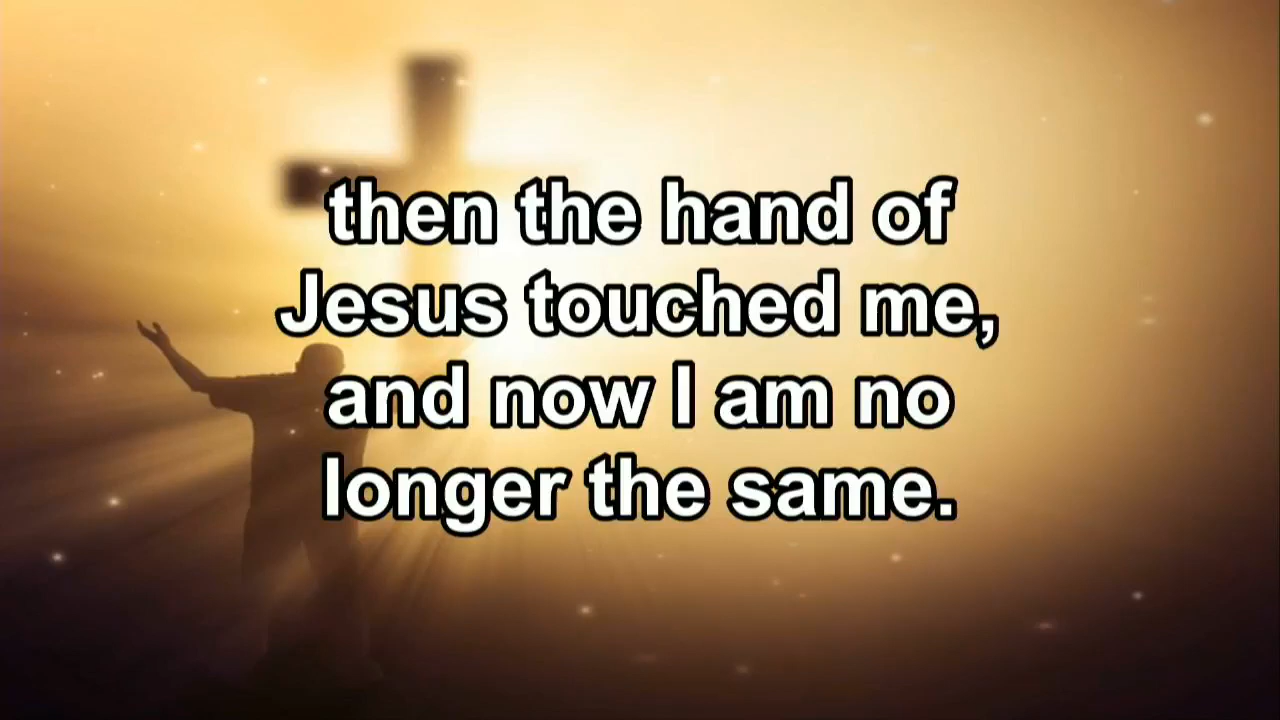 then the hand of
Jesus touched me,
and now I am no
longer the same.